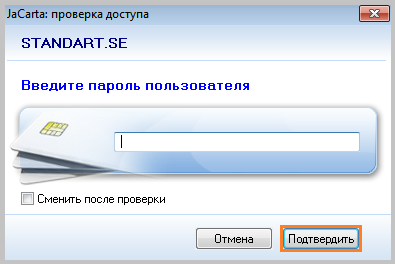 JaCarta: проверка доступа
STANDART.SE
Введите пароль пользователя
Сменить после проверки
Отмена
Подтвердить